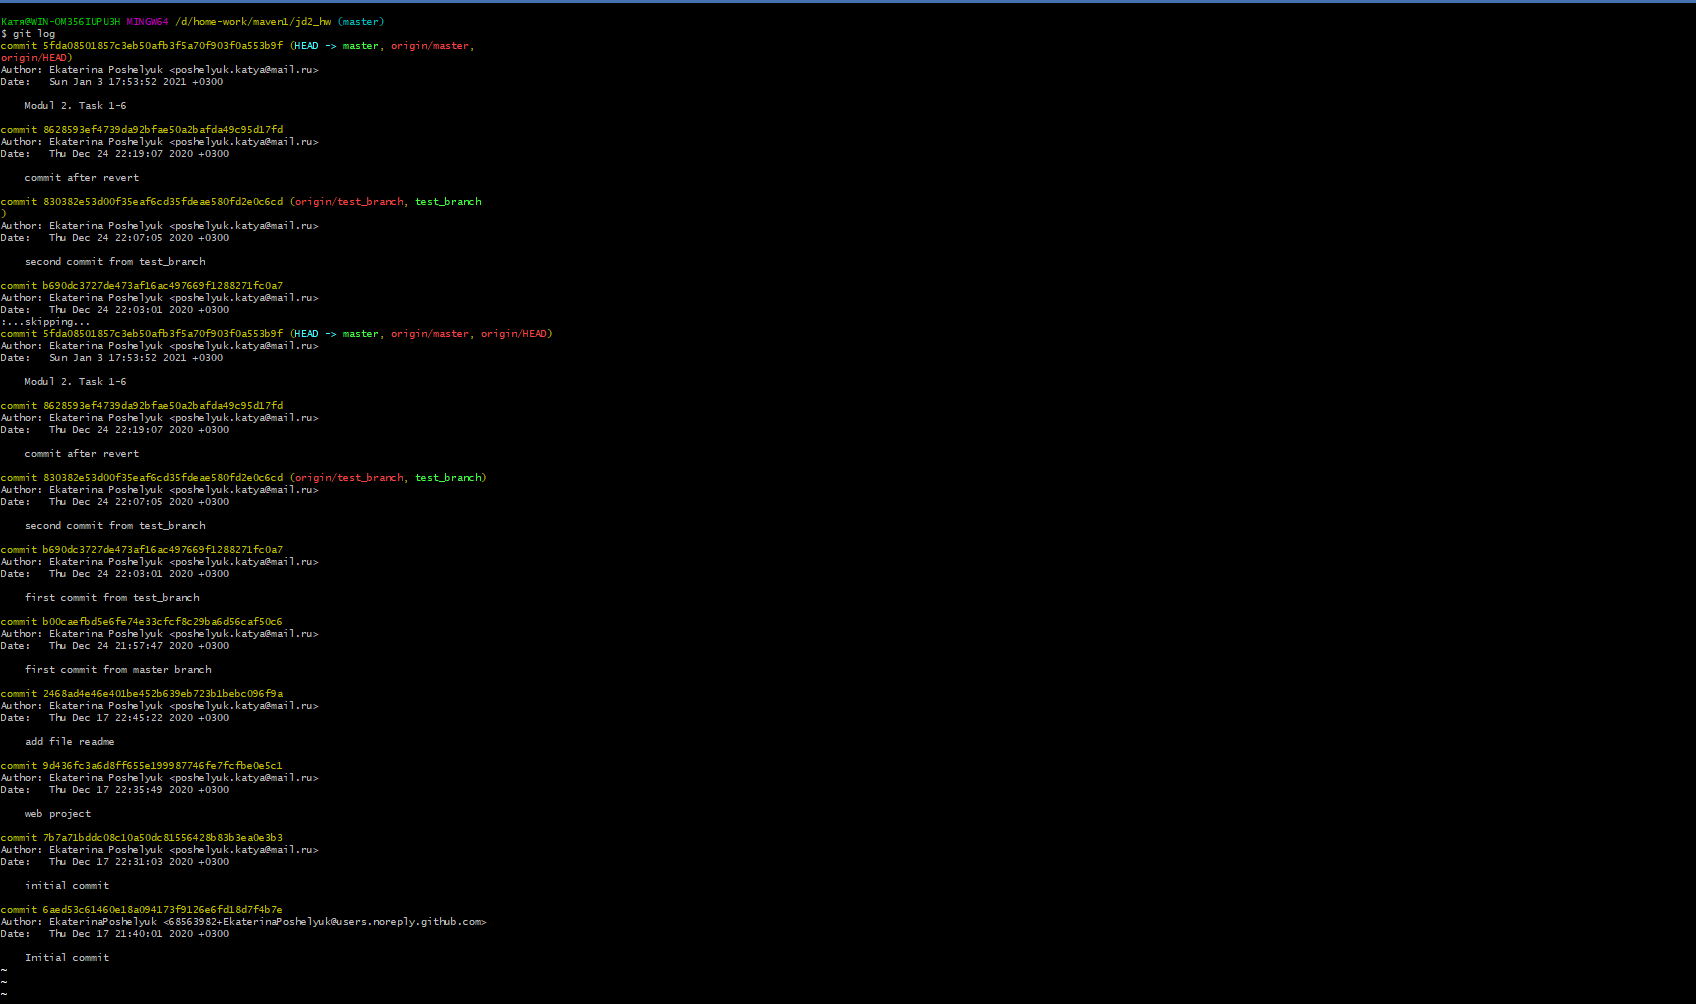 Катя@WIN-OM356IUPU3H MINGW64 /d/home-work/maven1/jd2_hw (master)
$ git log
commit 5fda08501857c3eb50afb3f5a70f903f0a553b9f (HEAD -> master, origin/master,
origin/HEAD)
Author: Ekaterina Poshelyuk <poshelyuk.katya@mail.ru>
Date:   Sun Jan 3 17:53:52 2021 +0300

    Modul 2. Task 1-6

commit 8628593ef4739da92bfae50a2bafda49c95d17fd
Author: Ekaterina Poshelyuk <poshelyuk.katya@mail.ru>
Date:   Thu Dec 24 22:19:07 2020 +0300

    commit after revert

commit 830382e53d00f35eaf6cd35fdeae580fd2e0c6cd (origin/test_branch, test_branch
)
Author: Ekaterina Poshelyuk <poshelyuk.katya@mail.ru>
Date:   Thu Dec 24 22:07:05 2020 +0300

    second commit from test_branch

commit b690dc3727de473af16ac497669f1288271fc0a7
Author: Ekaterina Poshelyuk <poshelyuk.katya@mail.ru>
Date:   Thu Dec 24 22:03:01 2020 +0300
:...skipping...
commit 5fda08501857c3eb50afb3f5a70f903f0a553b9f (HEAD -> master, origin/master, origin/HEAD)
Author: Ekaterina Poshelyuk <poshelyuk.katya@mail.ru>
Date:   Sun Jan 3 17:53:52 2021 +0300

    Modul 2. Task 1-6

commit 8628593ef4739da92bfae50a2bafda49c95d17fd
Author: Ekaterina Poshelyuk <poshelyuk.katya@mail.ru>
Date:   Thu Dec 24 22:19:07 2020 +0300

    commit after revert

commit 830382e53d00f35eaf6cd35fdeae580fd2e0c6cd (origin/test_branch, test_branch)
Author: Ekaterina Poshelyuk <poshelyuk.katya@mail.ru>
Date:   Thu Dec 24 22:07:05 2020 +0300

    second commit from test_branch

commit b690dc3727de473af16ac497669f1288271fc0a7
Author: Ekaterina Poshelyuk <poshelyuk.katya@mail.ru>
Date:   Thu Dec 24 22:03:01 2020 +0300

    first commit from test_branch

commit b00caefbd5e6fe74e33cfcf8c29ba6d56caf50c6
Author: Ekaterina Poshelyuk <poshelyuk.katya@mail.ru>
Date:   Thu Dec 24 21:57:47 2020 +0300

    first commit from master branch

commit 2468ad4e46e401be452b639eb723b1bebc096f9a
Author: Ekaterina Poshelyuk <poshelyuk.katya@mail.ru>
Date:   Thu Dec 17 22:45:22 2020 +0300

    add file readme

commit 9d436fc3a6d8ff655e199987746fe7fcfbe0e5c1
Author: Ekaterina Poshelyuk <poshelyuk.katya@mail.ru>
Date:   Thu Dec 17 22:35:49 2020 +0300

    web project

commit 7b7a71bddc08c10a50dc81556428b83b3ea0e3b3
Author: Ekaterina Poshelyuk <poshelyuk.katya@mail.ru>
Date:   Thu Dec 17 22:31:03 2020 +0300

    initial commit

commit 6aed53c61460e18a094173f9126e6fd18d7f4b7e
Author: EkaterinaPoshelyuk <68563982+EkaterinaPoshelyuk@users.noreply.github.com>
Date:   Thu Dec 17 21:40:01 2020 +0300

    Initial commit
~
~
~